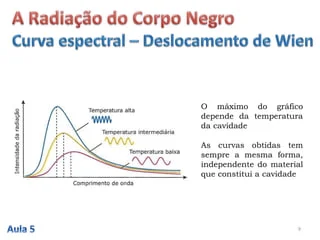 A Radiação do Corpo Negro
Curva espectral – Deslocamento de Wien
Intensidade da radiação
Temperatura alta
Temperatura intermediária
Temperatura baixa
Comprimento de onda
O máximo do gráfico
depende da temperatura
da cavidade
As curvas obtidas tem
sempre a mesma forma,
independente do material
que constitui a cavidade
Aula 5